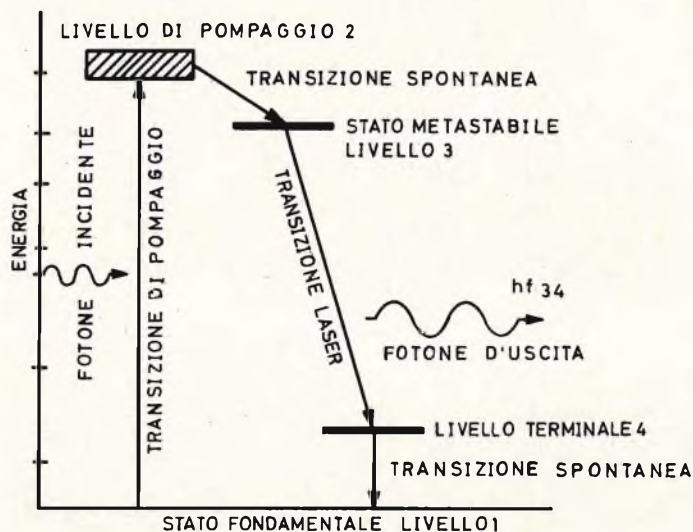 LIVELLO DI POMPAGGIO 2
TRANSIZIONE SPONTANEA
STATO METASTABILE
LIVELLO 3
ENERGIA
FOTONE INCIDENTE
TRANSIZIONE DI POMPAGGIO
TRANSIZIONE LASER
hf 34
FOTONE D'USCITA
LIVELLO TERMINALE 4
TRANSIZIONE SPONTANEA
STATO FONDAMENTALE LIVELLO 1